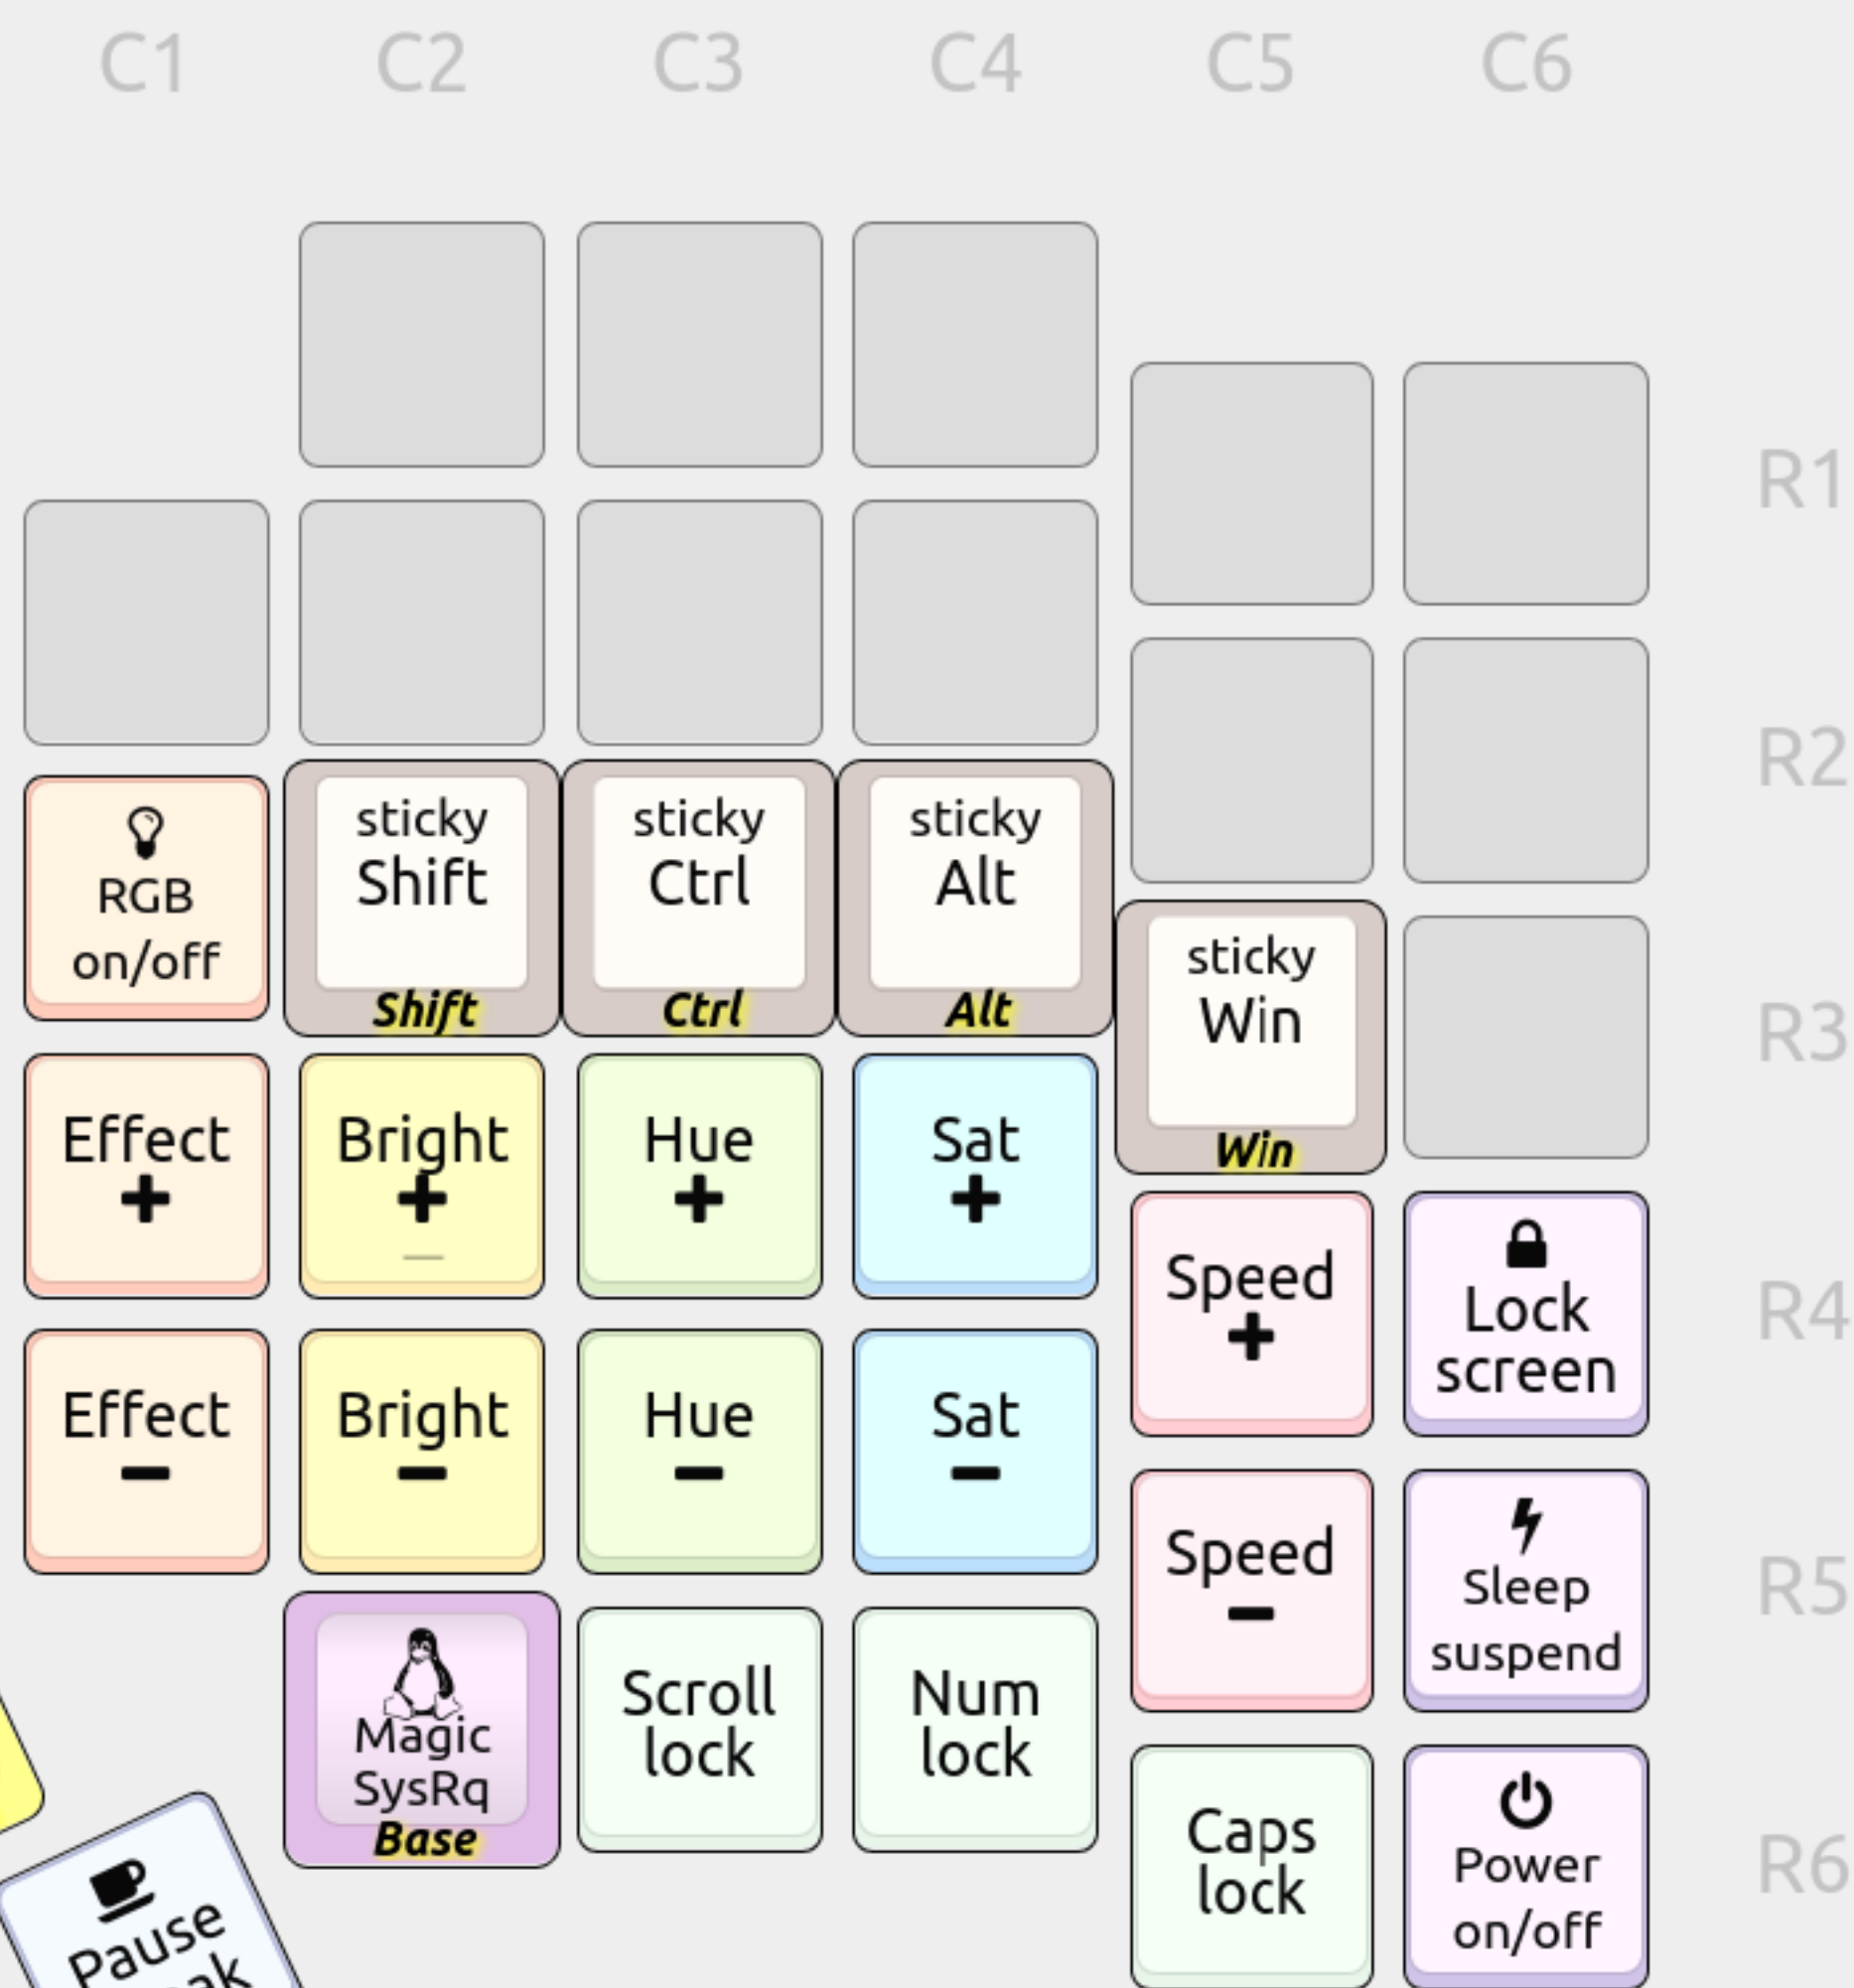 C1 C2 C3 C4 C5 C6
R1
R2
RGB
on/off
sticky
Shift
Shift
sticky
Ctrl
Ctrl
sticky
Alt
Alt
sticky
Win
Win
R3
Effect
+
Bright
+
_
Hue
+
Sat
+
Speed
+
Lock
screen
R4
Effect
-
Bright
-
Hue
-
Sat
-
Speed
-
Sleep
suspend
R5
Magic
SysRq
Base
Scroll
lock
Num
lock
Caps
lock
Power
on/off
R6
Pause